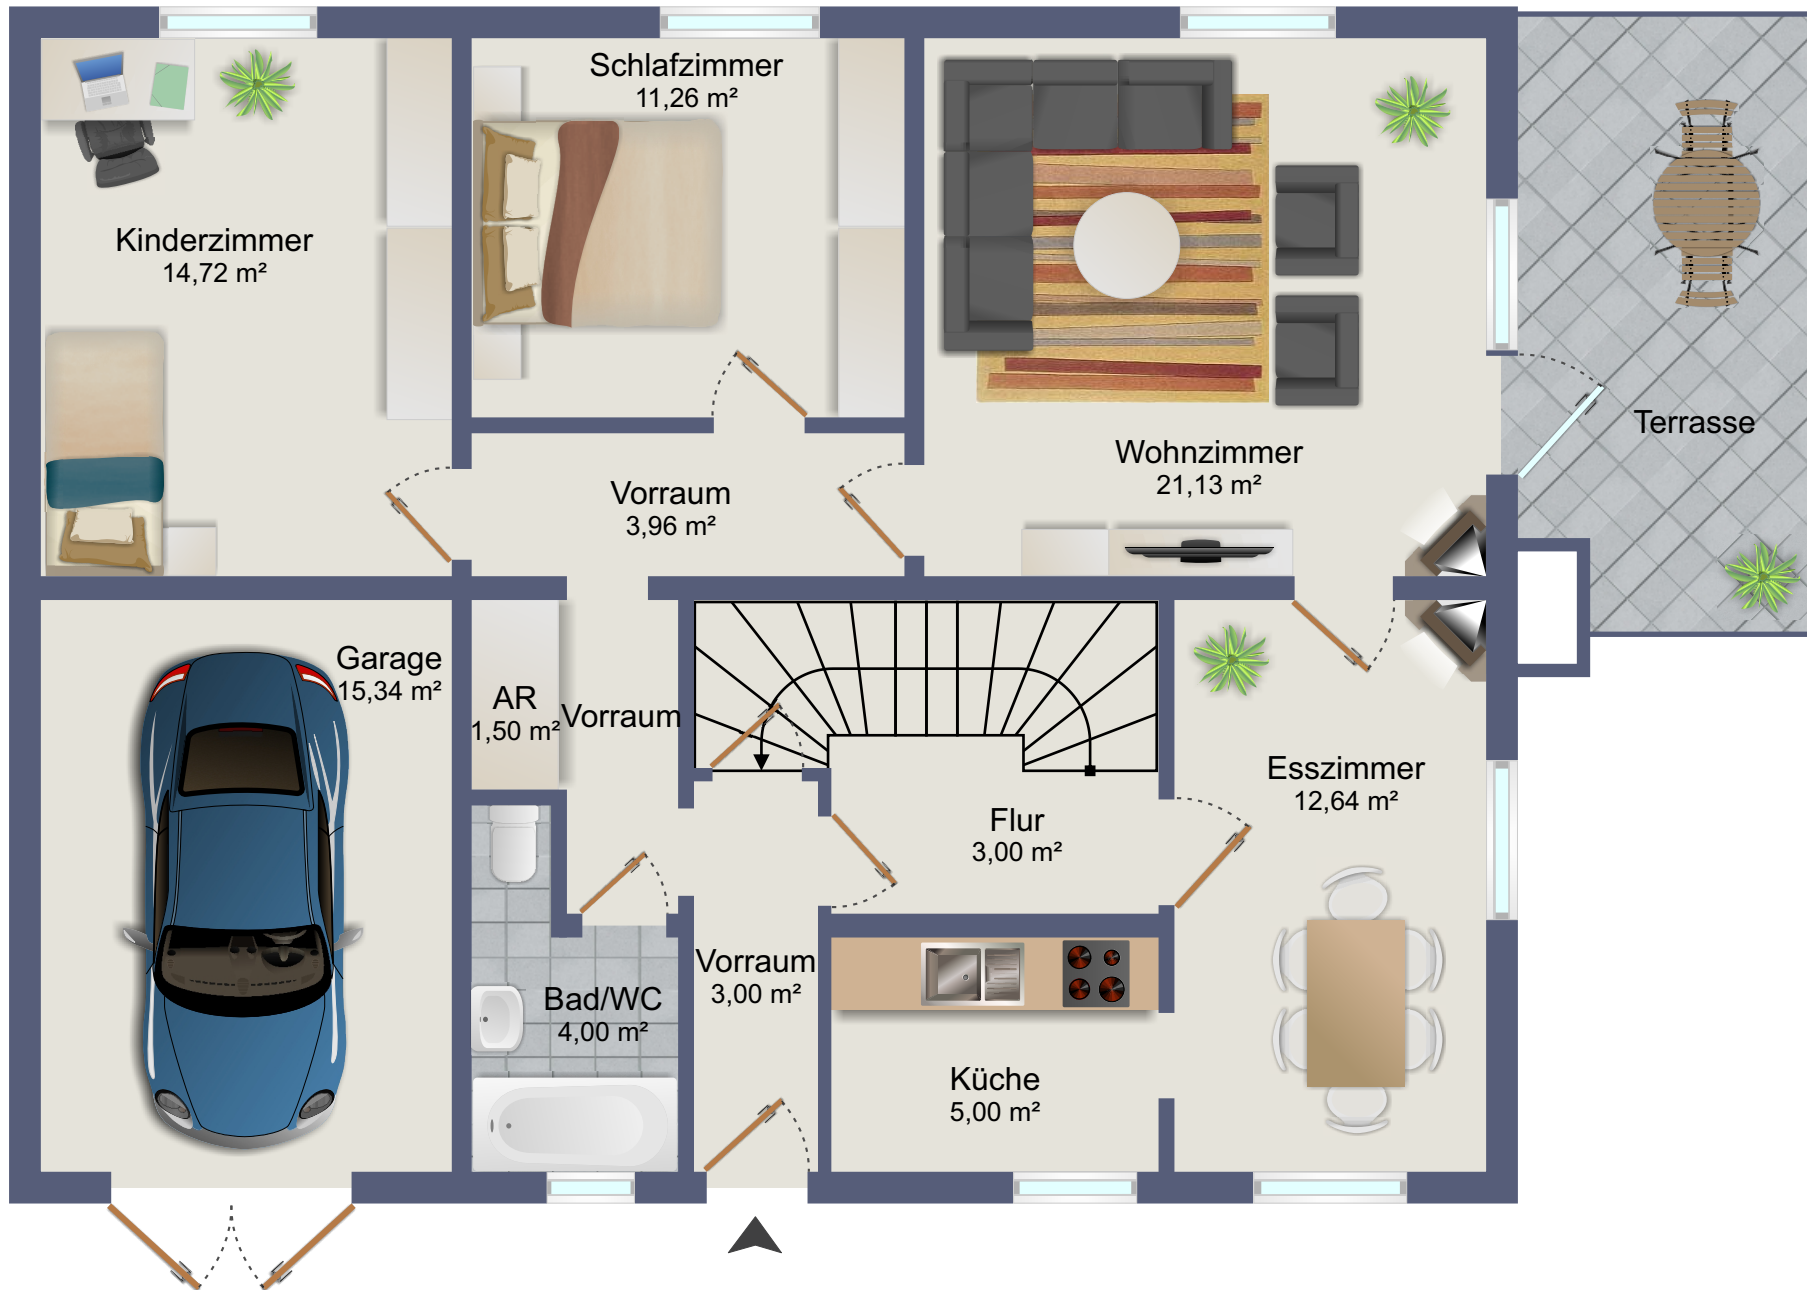 Schlafzimmer
11,26 m²
Kinderzimmer
14,72 m²
Vorraum
3,96 m²
Wohnzimmer
21,13 m²
Terrasse
Garage
15,34 m²
AR
1,50 m²
Vorraum
Esszimmer
12,64 m²
Flur
3,00 m²
Vorraum
3,00 m²
Bad/WC
4,00 m²
Küche
5,00 m²